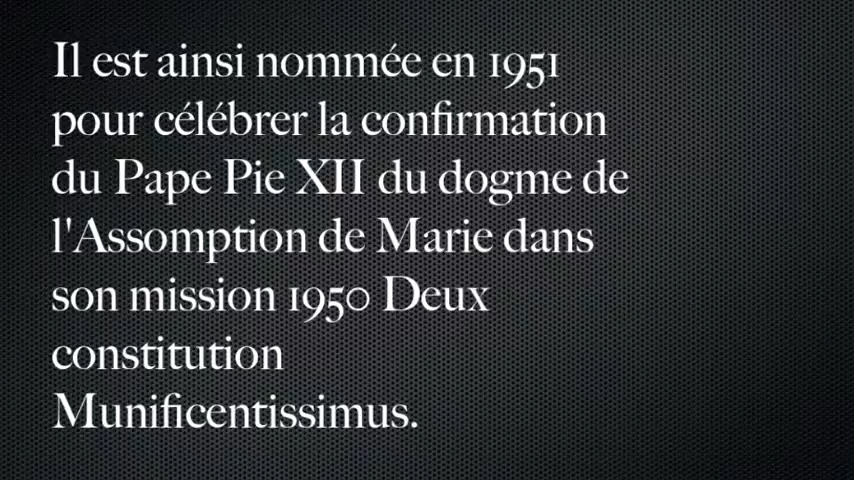 Il est ainsi nommée en 1951
pour célébrer la confirmation
du Pape Pie XII du dogme de
l'Assomption de Marie dans
son mission 1950 Deux
constitution
Munificentissimus.